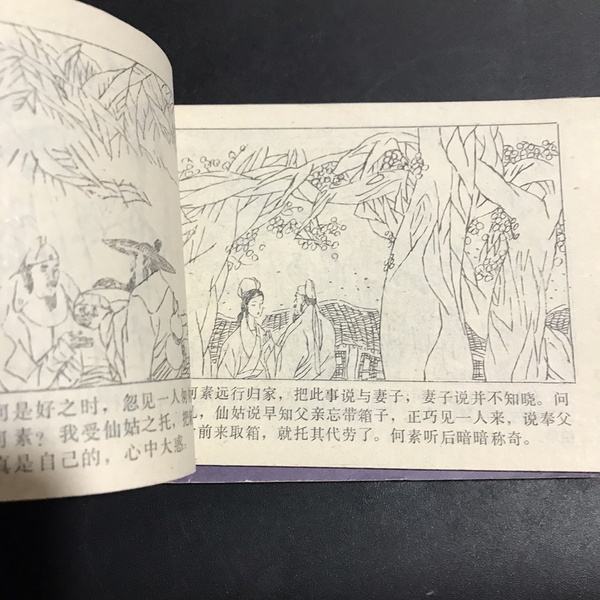 何是好之时，忽见一人
何素？我受仙姑之托，把
真是自己的，心中大惑。
何素远行归家，把此事说与妻子，妻子说并不知晓。问
仙姑说早知父亲忘带箱子，正巧见一人来，说奉父
前来取箱，就托其代劳了。何素听后暗暗称奇。